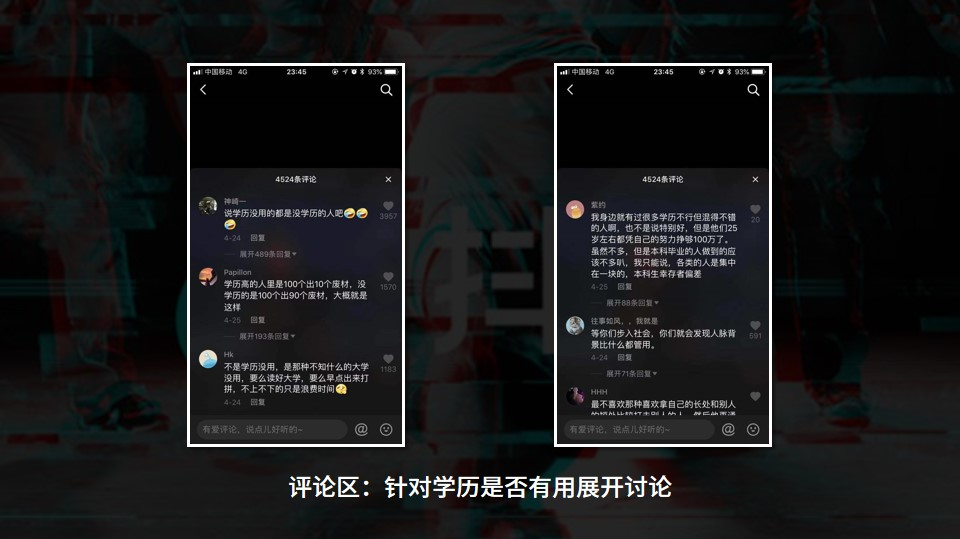 中国移动 4G 23:45 93%
4524条评论
神崎一
说学历没用的都是没学历的人吧🤣🤣
🤣
3957
4-24 回复
展开489条回复
Papillon
学历高的人里是100个出10个废材，没
学历的是100个出90个废材，大概就是
这样
1570
4-25 回复
展开193条回复
Hk
不是学历没用，是那种不知什么的大学
没用，要么读好大学，要么早点出来打
拼，不上不下的只是浪费时间
1183
4-24 回复
有爱评论，说点儿好听的~
中国移动 4G 23:45 93%
4524条评论
紫约
我身边就有过很多学历不行但混得不错
的人啊，也不是说特别好，但是他们25
岁左右都凭自己的努力挣够100万了。
虽然不多，但是本科毕业的人做到的应
该不多叭，我只能说，各类的人是集中
在一块的，本科生幸存者偏差
20
4-25 回复
展开88条回复
往事如风，，我就是
等你们步入社会，你们就会发现人脉背
景比什么都管用。
591
4-24 回复
展开71条回复
HHH
最不喜欢那种喜欢拿自己的长处和别人
有爱评论，说点儿好听的~
评论区：针对学历是否有用展开讨论